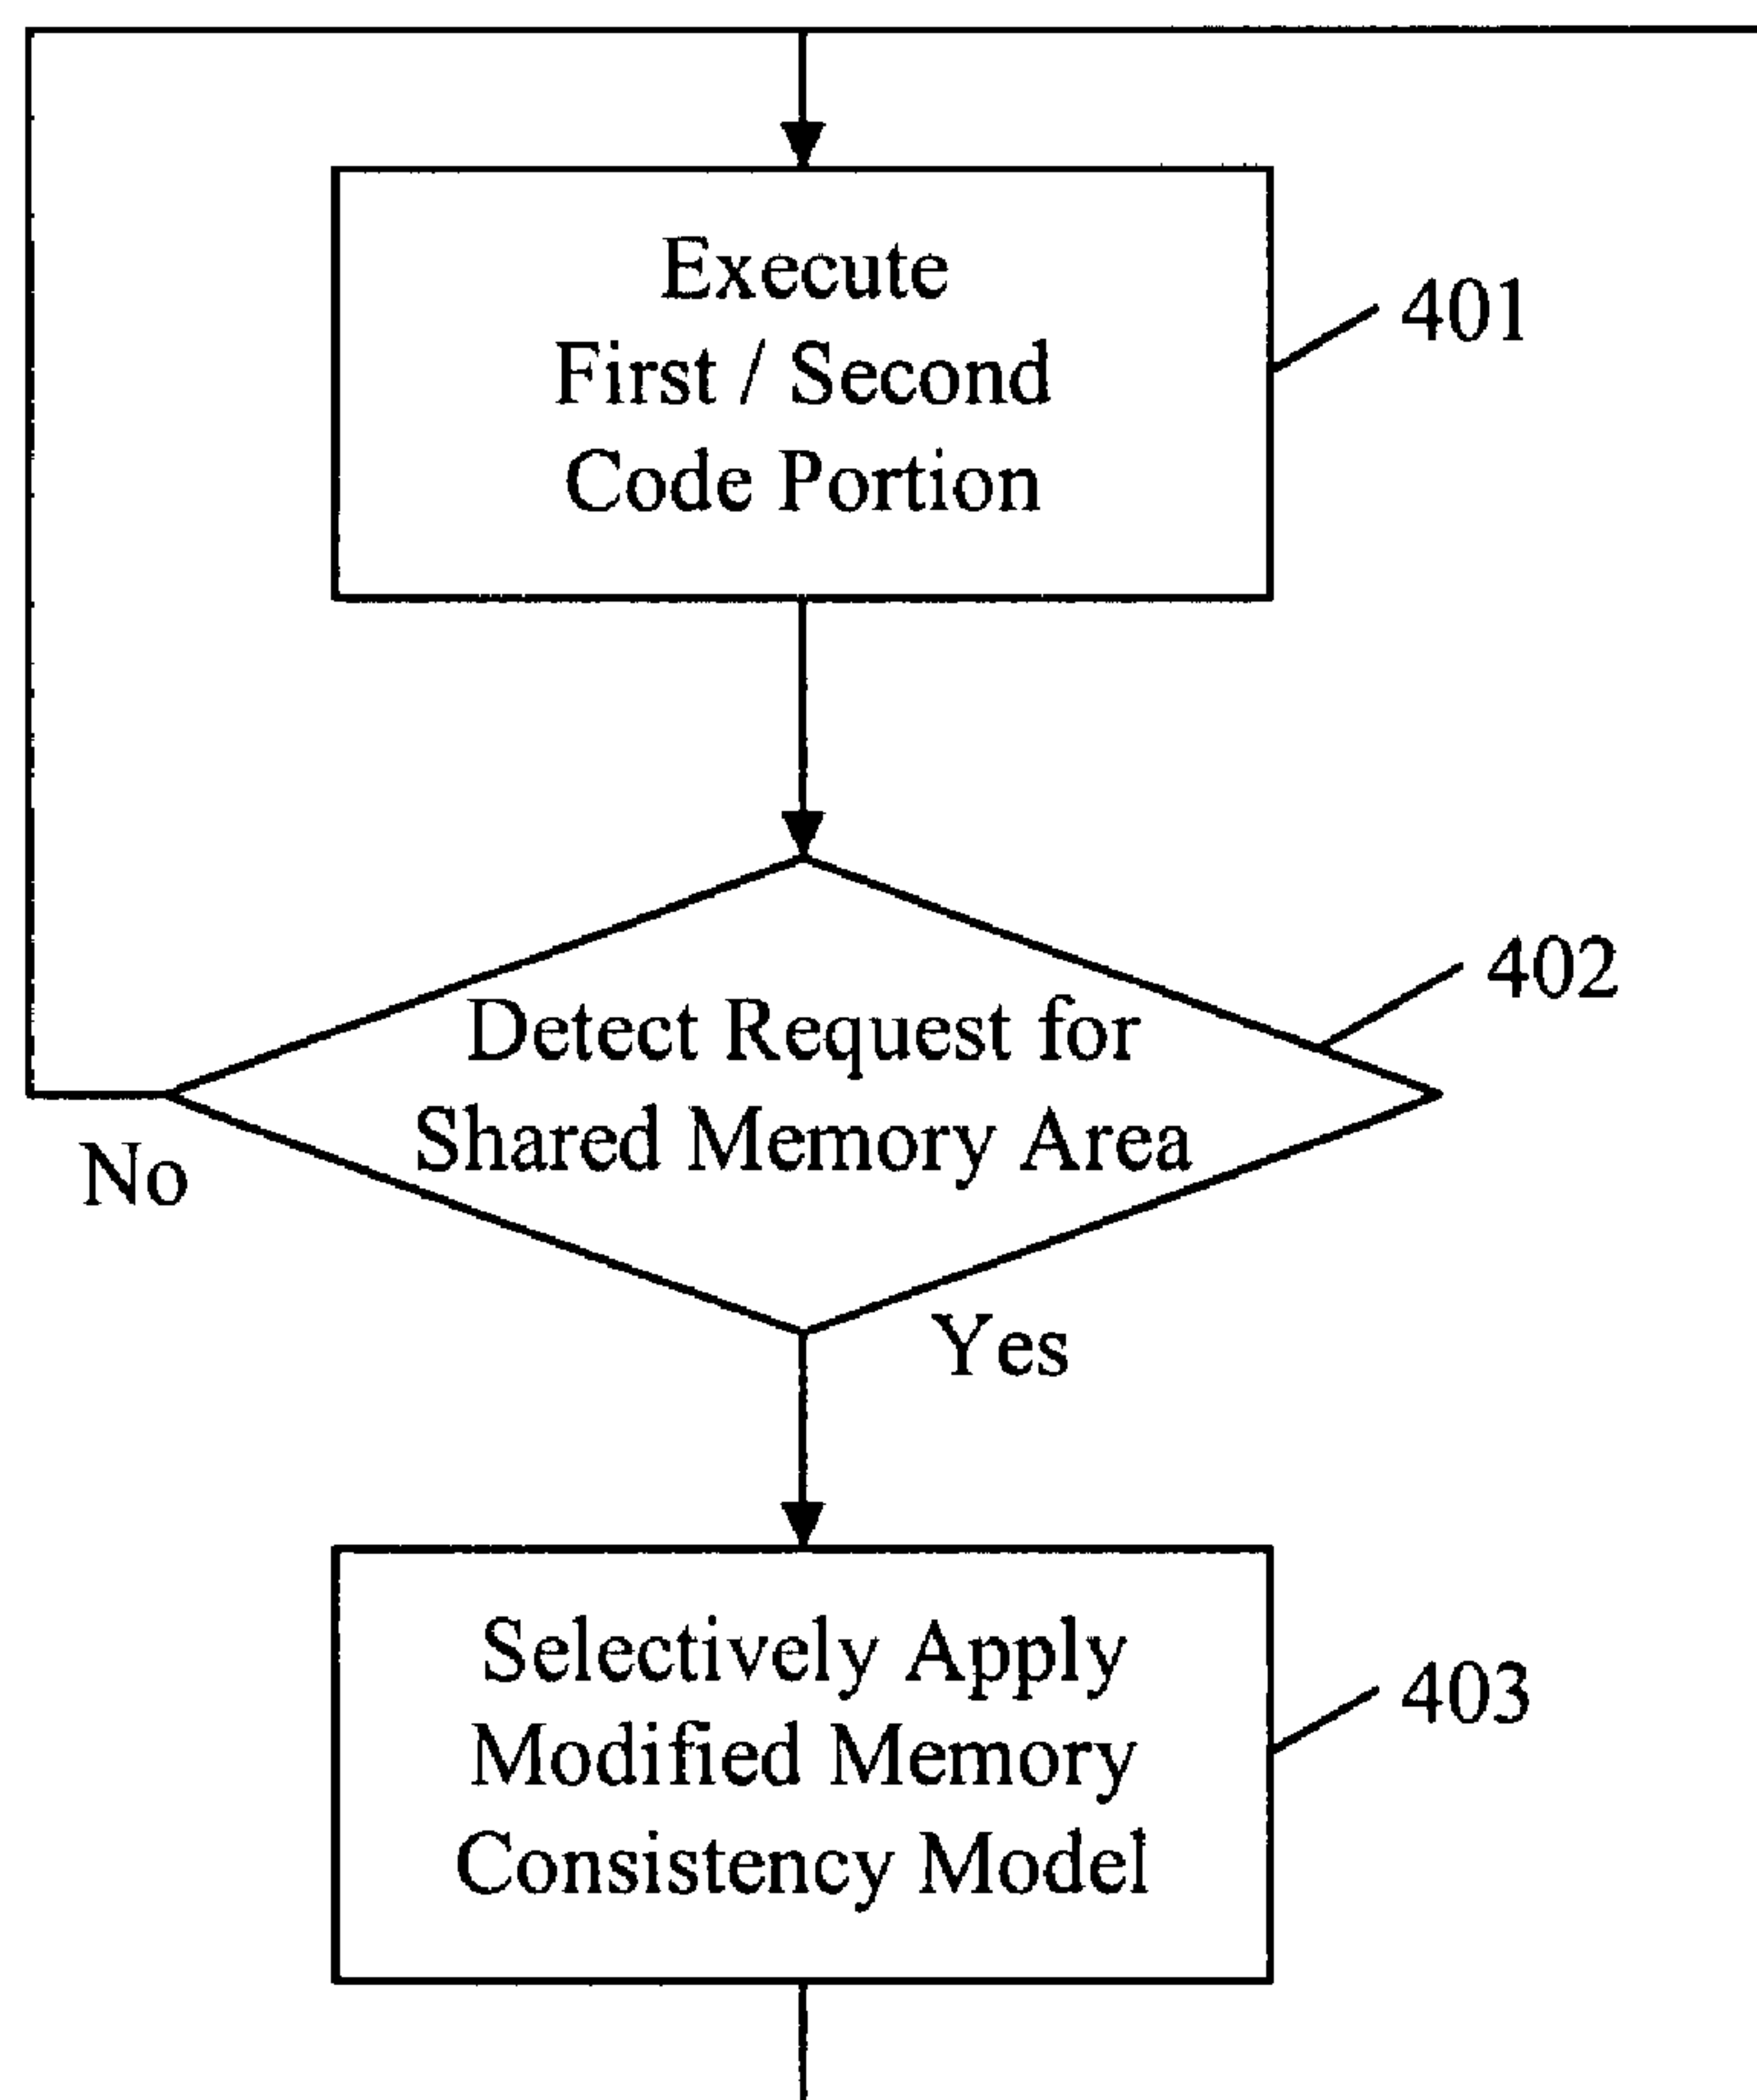 Execute
First / Second
Code Portion
401
Detect Request for
Shared Memory Area
402
No
Yes
Selectively Apply
Modified Memory
Consistency Model
403